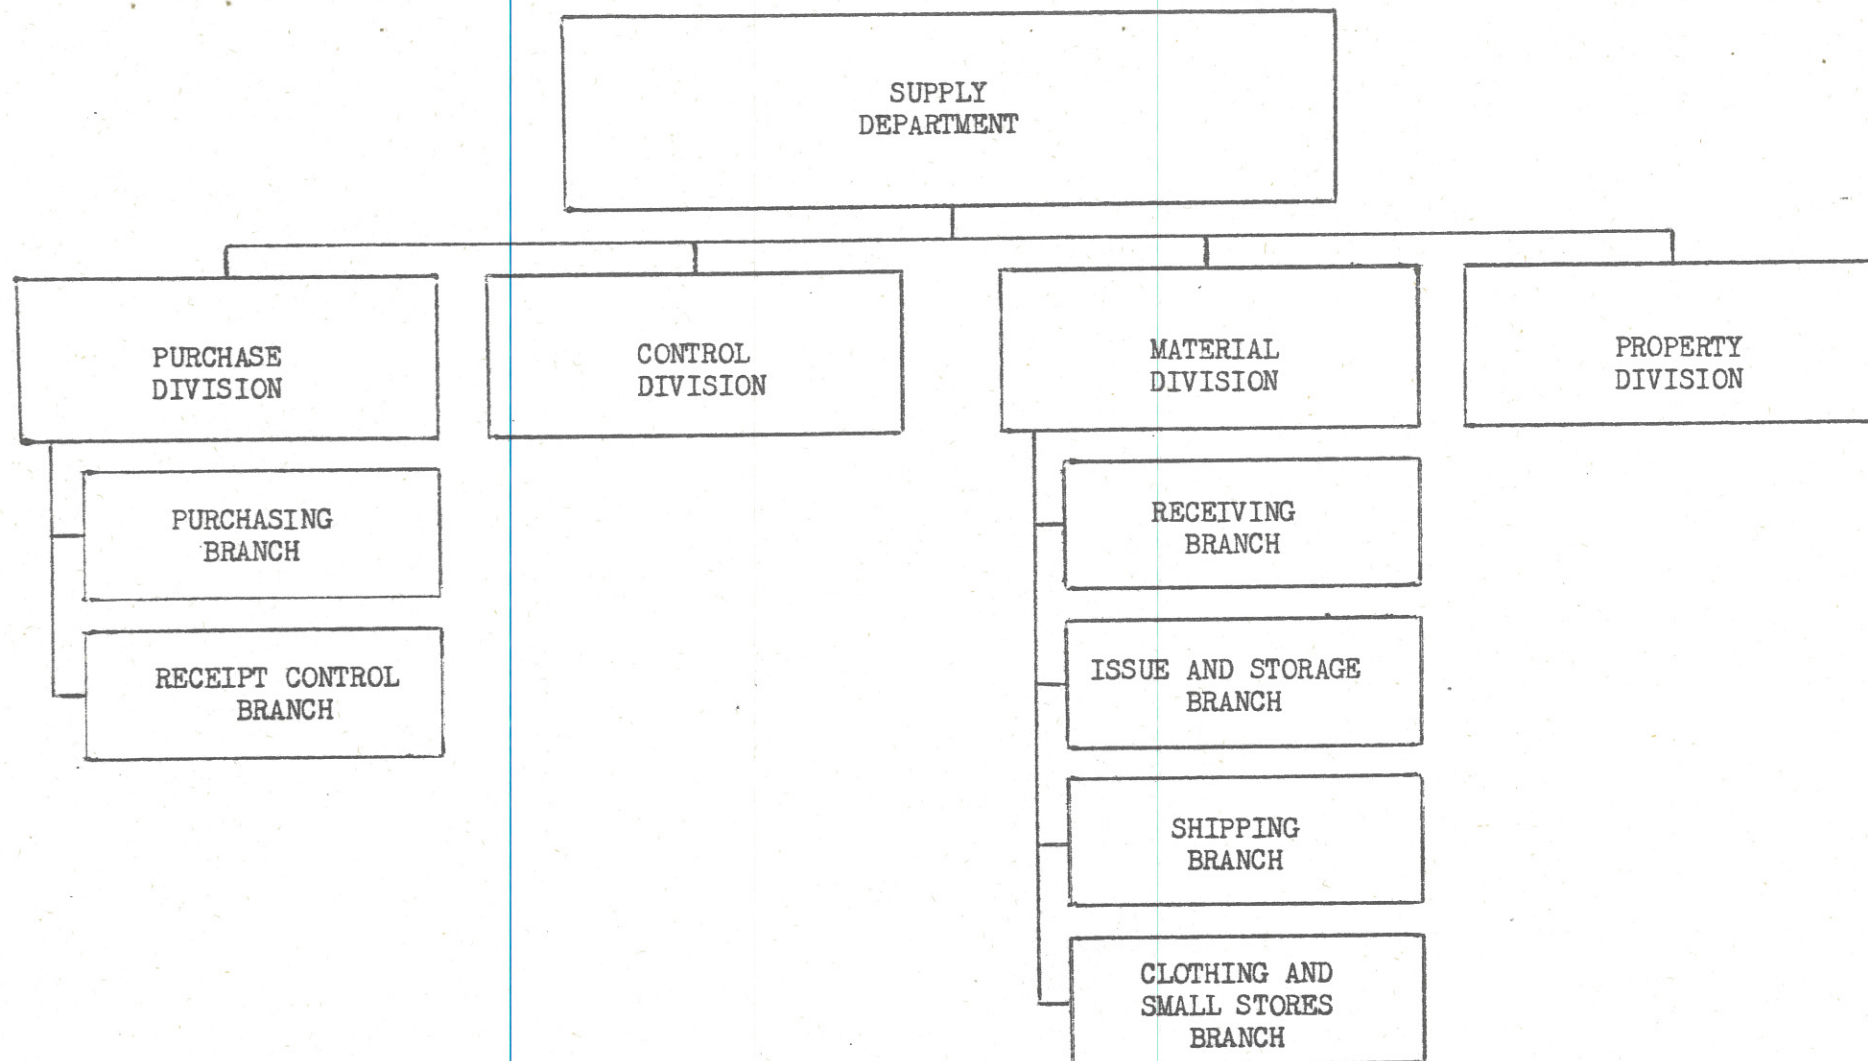 SUPPLY
DEPARTMENT
PURCHASE
DIVISION
CONTROL
DIVISION
MATERIAL
DIVISION
PROPERTY
DIVISION
PURCHASING
BRANCH
RECEIPT CONTROL
BRANCH
RECEIVING
BRANCH
ISSUE AND STORAGE
BRANCH
SHIPPING
BRANCH
CLOTHING AND
SMALL STORES
BRANCH